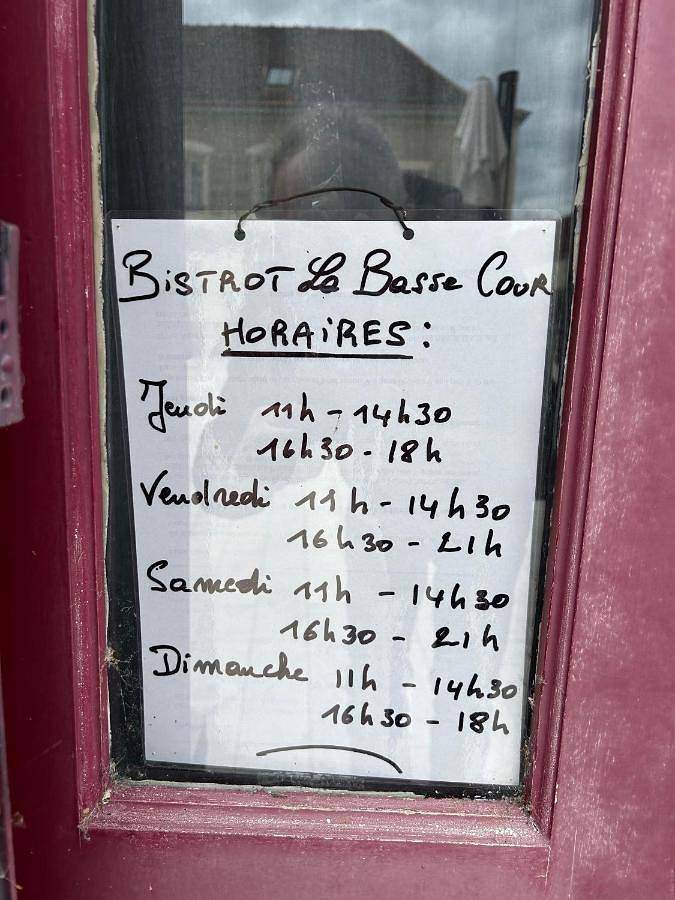 BISTROT La Basse COUR
HORAIRES :
Jeudi 11h - 14h30
16h30 - 18h
Vendredi 11h - 14h30
16h30 - 21h
Samedi 11h - 14h30
16h30 - 21h
Dimanche 11h - 14h30
16h30 - 18h